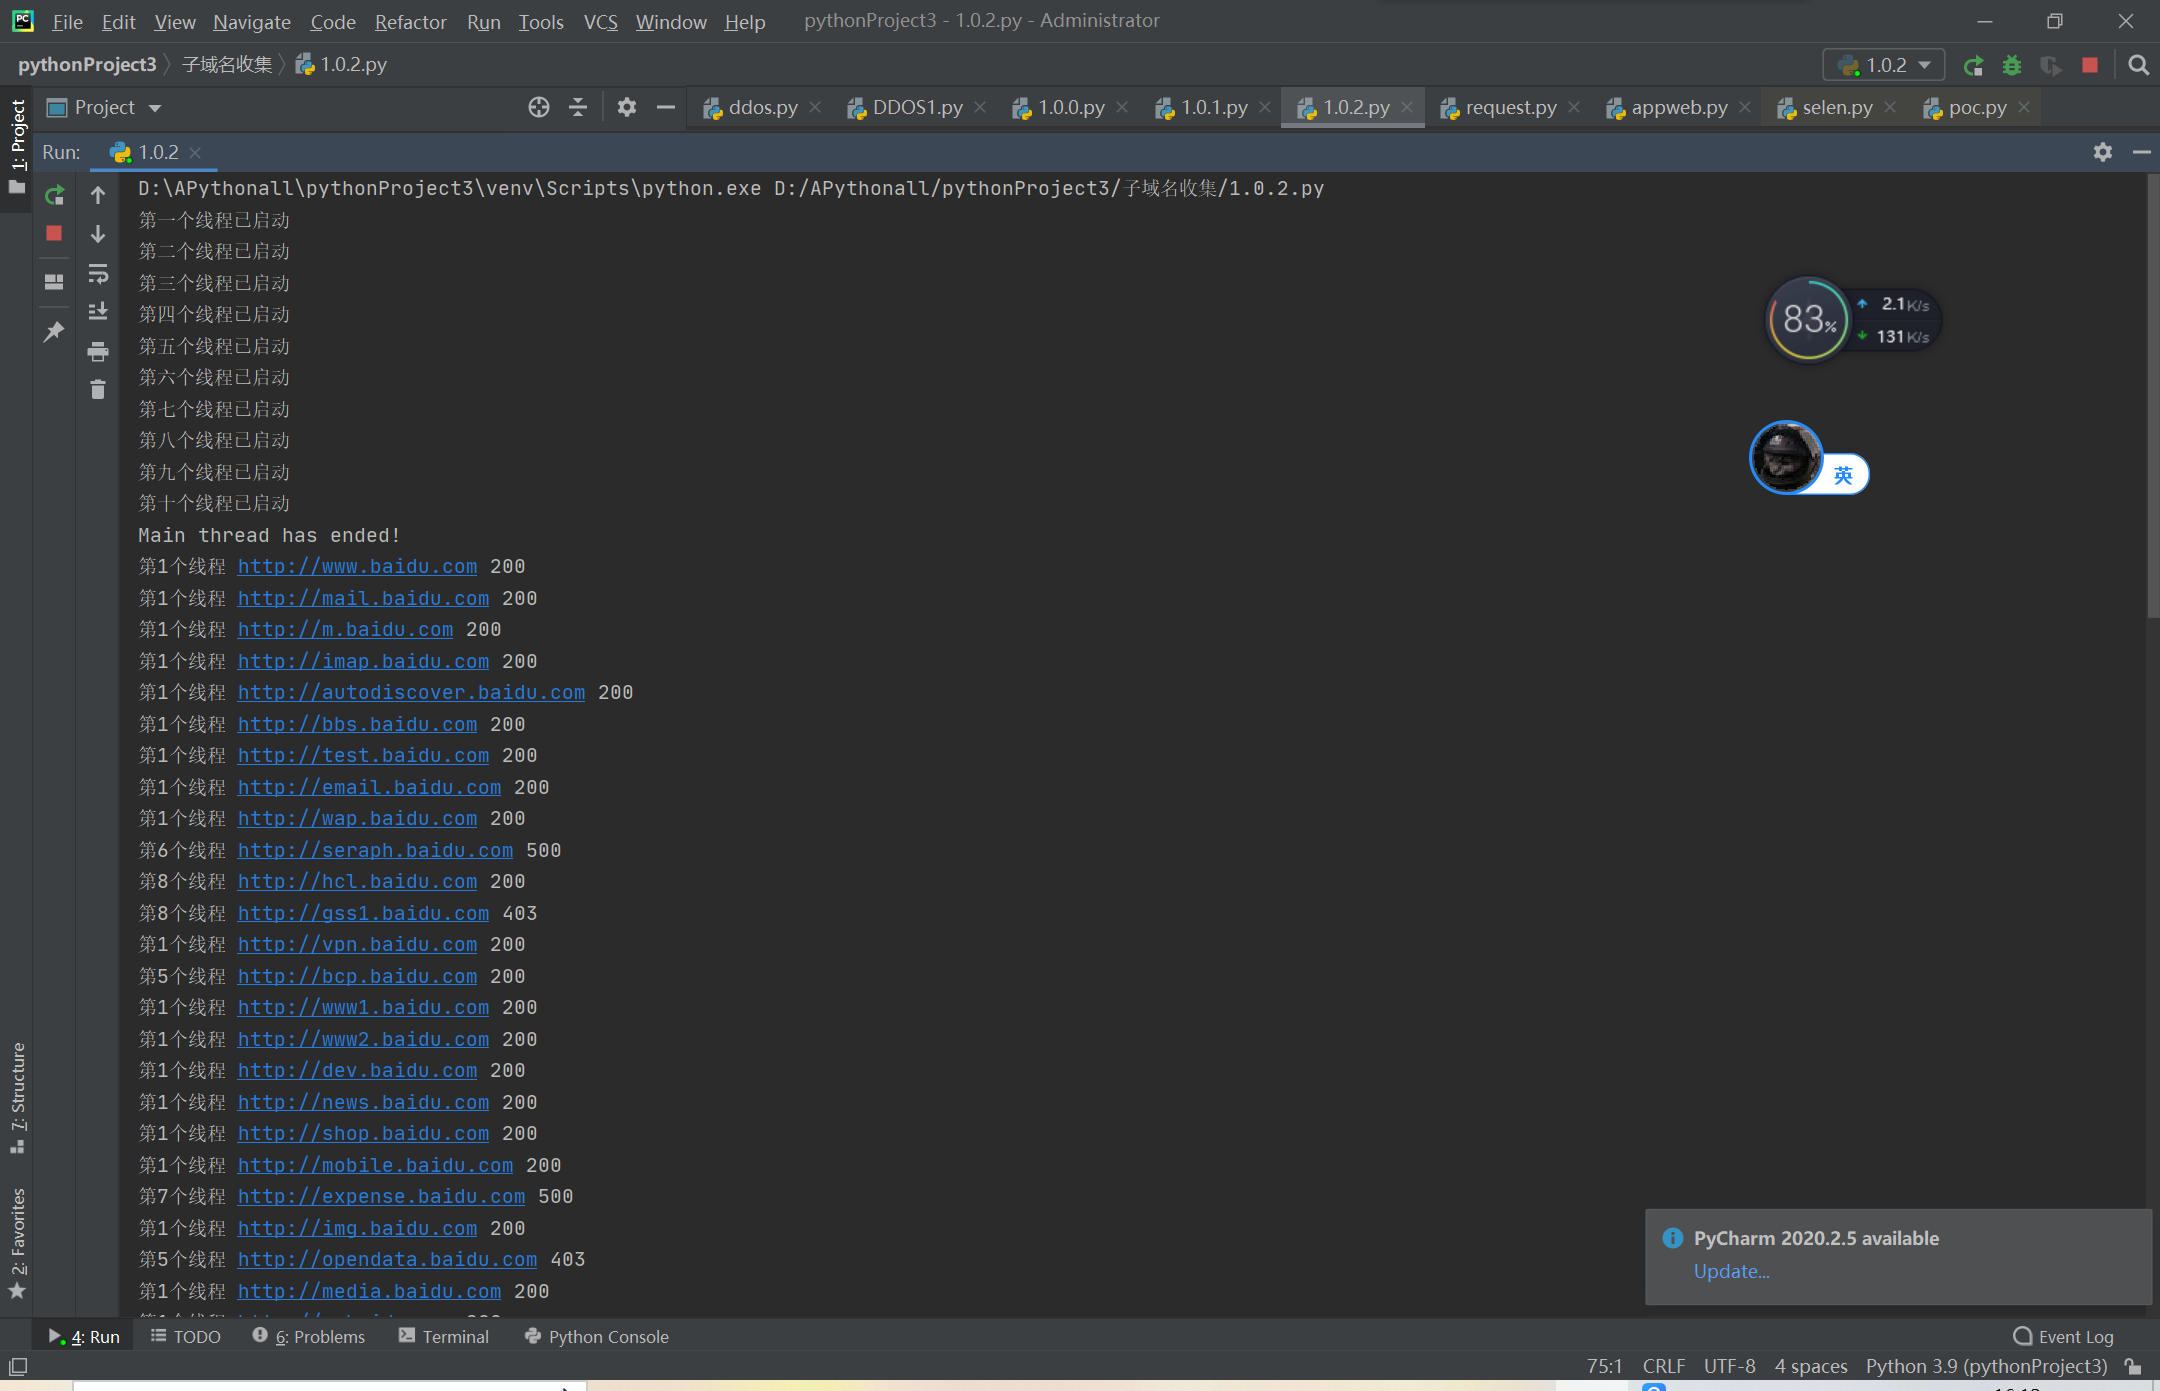 File Edit View Navigate Code Refactor Run Tools VCS Window Help pythonProject3 - 1.0.2.py - Administrator
pythonProject3 子域名收集 1.0.2.py 1.0.2
1: Project
Project ddos.py DDOS1.py 1.0.0.py 1.0.1.py 1.0.2.py request.py appweb.py selen.py poc.py
Run: 1.0.2
D:\APythonall\pythonProject3\venv\Scripts\python.exe D:/APythonall/pythonProject3/子域名收集/1.0.2.py
第一个线程已启动
第二个线程已启动
第三个线程已启动
第四个线程已启动
第五个线程已启动
第六个线程已启动
第七个线程已启动
第八个线程已启动
第九个线程已启动
第十个线程已启动
Main thread has ended!
第1个线程 http://www.baidu.com 200
第1个线程 http://mail.baidu.com 200
第1个线程 http://m.baidu.com 200
第1个线程 http://imap.baidu.com 200
第1个线程 http://autodiscover.baidu.com 200
第1个线程 http://bbs.baidu.com 200
第1个线程 http://test.baidu.com 200
第1个线程 http://email.baidu.com 200
第1个线程 http://wap.baidu.com 200
第6个线程 http://seraph.baidu.com 500
第8个线程 http://hcl.baidu.com 200
第8个线程 http://gss1.baidu.com 403
第1个线程 http://vpn.baidu.com 200
第5个线程 http://bcp.baidu.com 200
第1个线程 http://www1.baidu.com 200
第1个线程 http://www2.baidu.com 200
第1个线程 http://dev.baidu.com 200
第1个线程 http://news.baidu.com 200
第1个线程 http://shop.baidu.com 200
第1个线程 http://mobile.baidu.com 200
第7个线程 http://expense.baidu.com 500
第1个线程 http://img.baidu.com 200
第5个线程 http://opendata.baidu.com 403
第1个线程 http://media.baidu.com 200
83%
2.1K/s
131K/s
英
7: Structure
2: Favorites
PyCharm 2020.2.5 available
Update...
4: Run TODO 6: Problems Terminal Python Console Event Log
75:1 CRLF UTF-8 4 spaces Python 3.9 (pythonProject3)